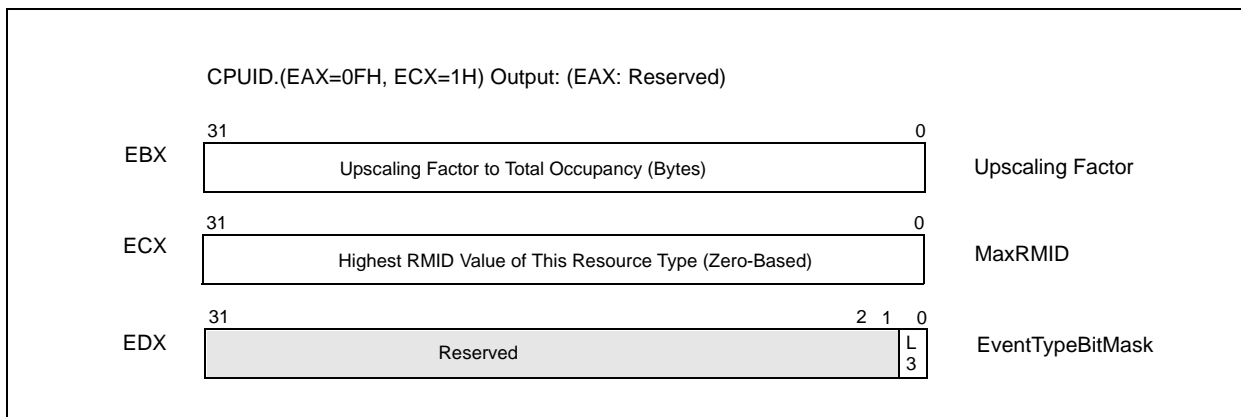 CPUID.(EAX=0FH, ECX=1H) Output: (EAX: Reserved)
31 0
EBX Upscaling Factor to Total Occupancy (Bytes) Upscaling Factor
31 0
ECX Highest RMID Value of This Resource Type (Zero-Based) MaxRMID
31 2 1 0
EDX Reserved L3 EventTypeBitMask